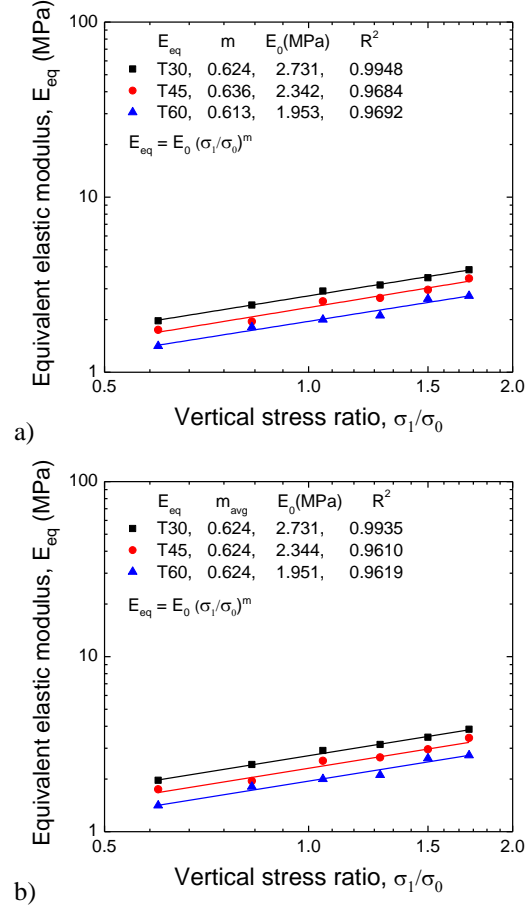 100
E_eq m E_0(MPa) R^2
T30, 0.624, 2.731, 0.9948
T45, 0.636, 2.342, 0.9684
T60, 0.613, 1.953, 0.9692
E_eq = E_0 (σ_1/σ_0)^m
10
1
0.5 1.0 1.5 2.0
Equivalent elastic modulus, E_eq (MPa)
Vertical stress ratio, σ_1/σ_0
a)
100
E_eq m_avg E_0(MPa) R^2
T30, 0.624, 2.731, 0.9935
T45, 0.624, 2.344, 0.9610
T60, 0.624, 1.951, 0.9619
E_eq = E_0 (σ_1/σ_0)^m
10
1
0.5 1.0 1.5 2.0
Equivalent elastic modulus, E_eq (MPa)
Vertical stress ratio, σ_1/σ_0
b)